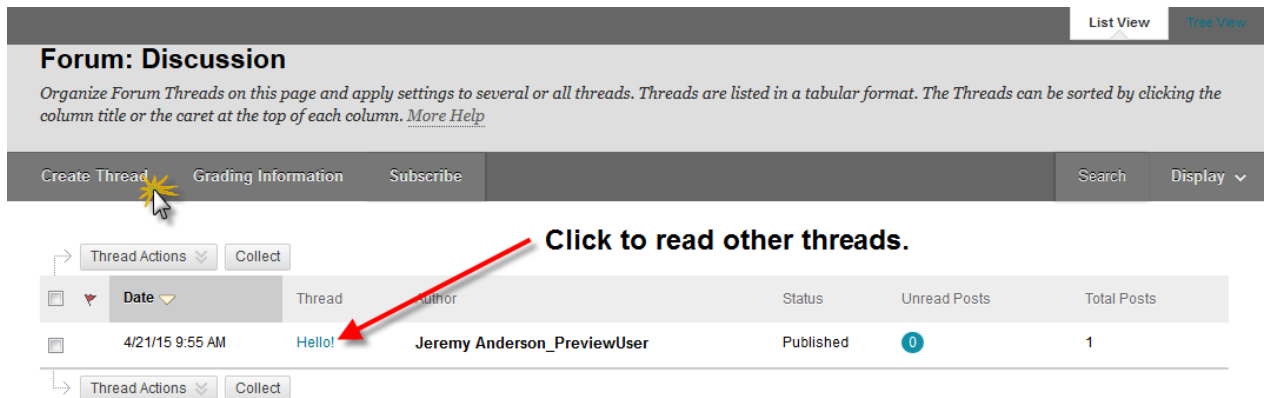 List View Tree View
Forum: Discussion
Organize Forum Threads on this page and apply settings to several or all threads. Threads are listed in a tabular format. The Threads can be sorted by clicking the
column title or the caret at the top of each column. More Help
Create Thread Grading Information Subscribe Search Display
Click to read other threads.
Thread Actions Collect
Date Thread Author Status Unread Posts Total Posts
4/21/15 9:55 AM Hello! Jeremy Anderson_PreviewUser Published 0 1
Thread Actions Collect